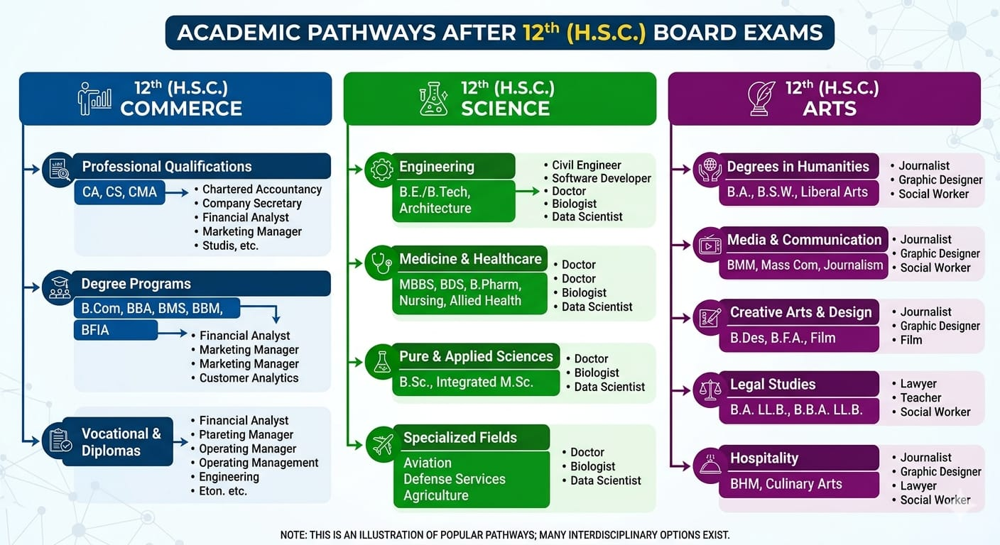 ACADEMIC PATHWAYS AFTER 12th (H.S.C.) BOARD EXAMS
12th (H.S.C.)
COMMERCE
Professional Qualifications
CA, CS, CMA
• Chartered Accountancy
• Company Secretary
• Financial Analyst
• Marketing Manager
• Studis, etc.
Degree Programs
B.Com, BBA, BMS, BBM,
BFIA
• Financial Analyst
• Marketing Manager
• Marketing Manager
• Customer Analytics
Vocational &
Diplomas
• Financial Analyst
• Ptareting Manager
• Operating Manager
• Operating Management
• Engineering
• Eton. etc.
12th (H.S.C.)
SCIENCE
Engineering
B.E./B.Tech,
Architecture
• Civil Engineer
• Software Developer
• Doctor
• Biologist
• Data Scientist
Medicine & Healthcare
MBBS, BDS, B.Pharm,
Nursing, Allied Health
• Doctor
• Doctor
• Biologist
• Data Scientist
Pure & Applied Sciences
B.Sc., Integrated M.Sc.
• Doctor
• Biologist
• Data Scientist
Specialized Fields
Aviation
Defense Services
Agriculture
• Doctor
• Biologist
• Data Scientist
12th (H.S.C.)
ARTS
Degrees in Humanities
B.A., B.S.W., Liberal Arts
• Journalist
• Graphic Designer
• Social Worker
Media & Communication
BMM, Mass Com, Journalism
• Journalist
• Graphic Designer
• Social Worker
Creative Arts & Design
B.Des, B.F.A., Film
• Journalist
• Graphic Designer
• Film
Legal Studies
B.A. LL.B., B.B.A. LL.B.
• Lawyer
• Teacher
• Social Worker
Hospitality
BHM, Culinary Arts
• Journalist
• Graphic Designer
• Lawyer
• Social Worker
NOTE: THIS IS AN ILLUSTRATION OF POPULAR PATHWAYS; MANY INTERDISCIPLINARY OPTIONS EXIST.